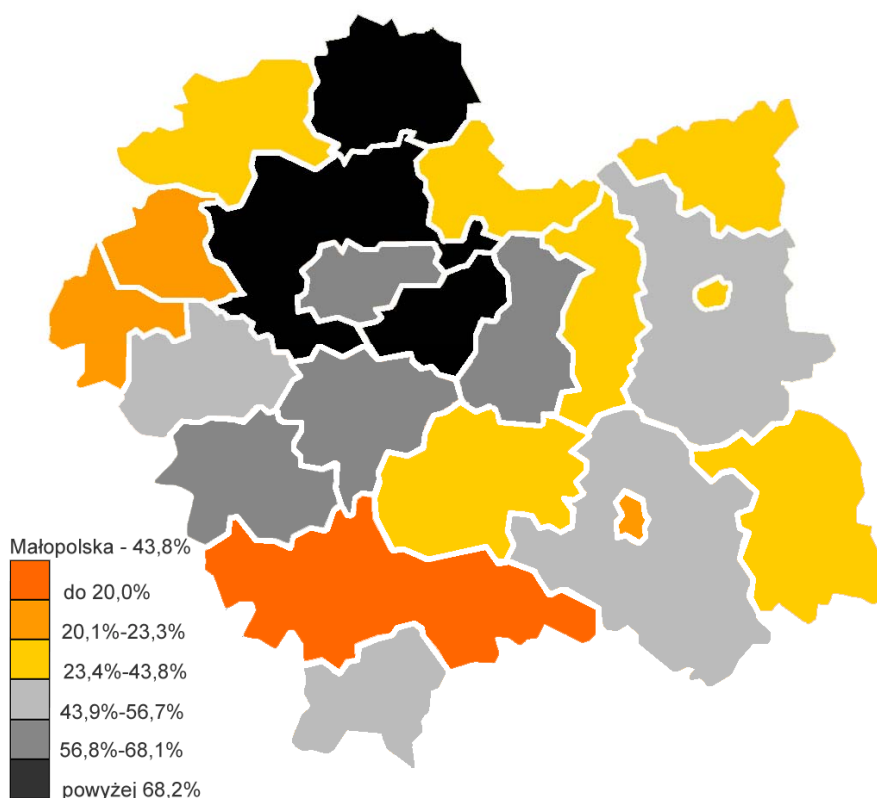 Małopolska - 43,8%
do 20,0%
20,1%-23,3%
23,4%-43,8%
43,9%-56,7%
56,8%-68,1%
powyżej 68,2%